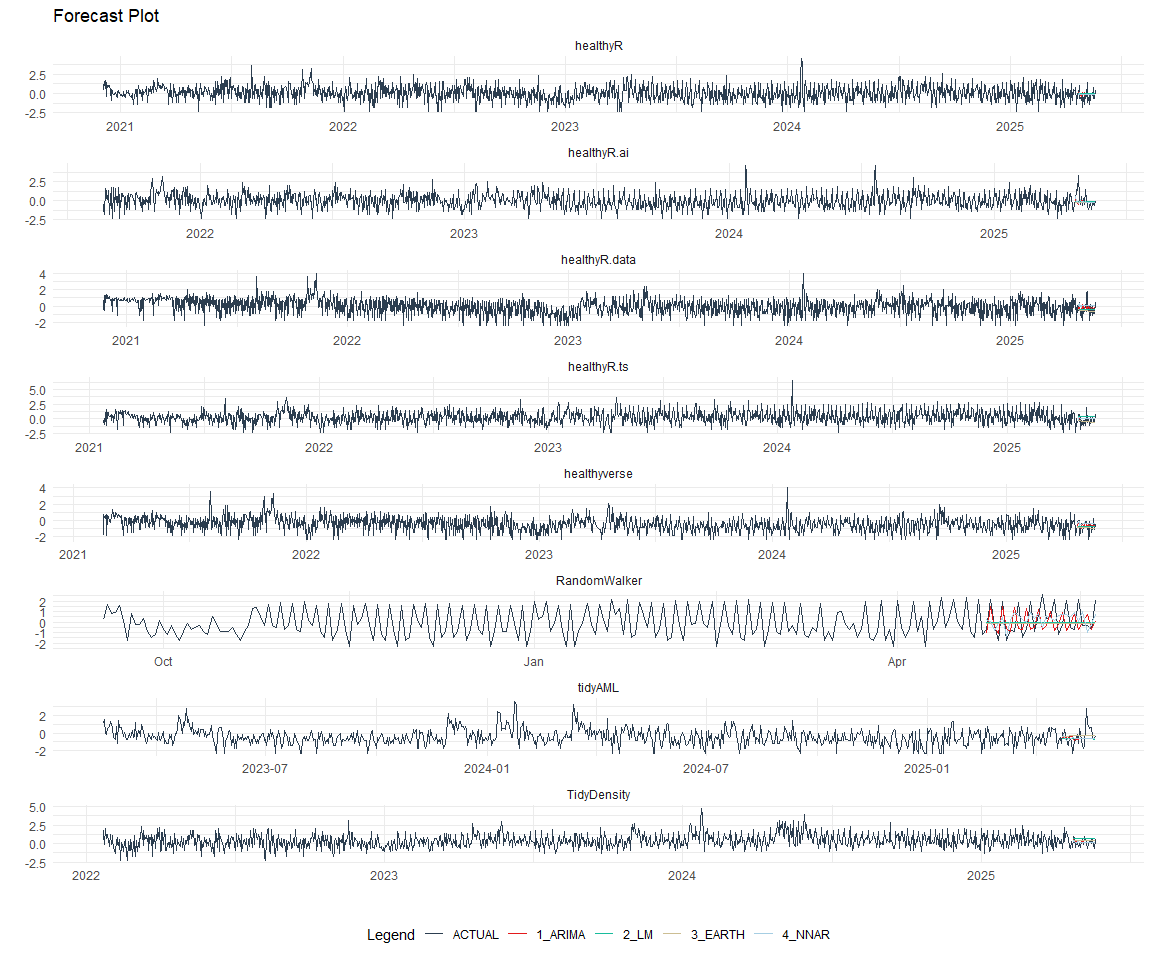 Forecast Plot
healthyR
2.5
0.0
-2.5
2021 2022 2023 2024 2025
healthyR.ai
2.5
0.0
-2.5
2022 2023 2024 2025
healthyR.data
4
2
0
-2
2021 2022 2023 2024 2025
healthyR.ts
5.0
2.5
0.0
-2.5
2021 2022 2023 2024 2025
healthyverse
4
2
0
-2
2021 2022 2023 2024 2025
RandomWalker
2
1
0
-1
-2
Oct Jan Apr
tidyAML
2
0
-2
2023-07 2024-01 2024-07 2025-01
TidyDensity
5.0
2.5
0.0
-2.5
2022 2023 2024 2025
Legend ACTUAL 1_ARIMA 2_LM 3_EARTH 4_NNAR